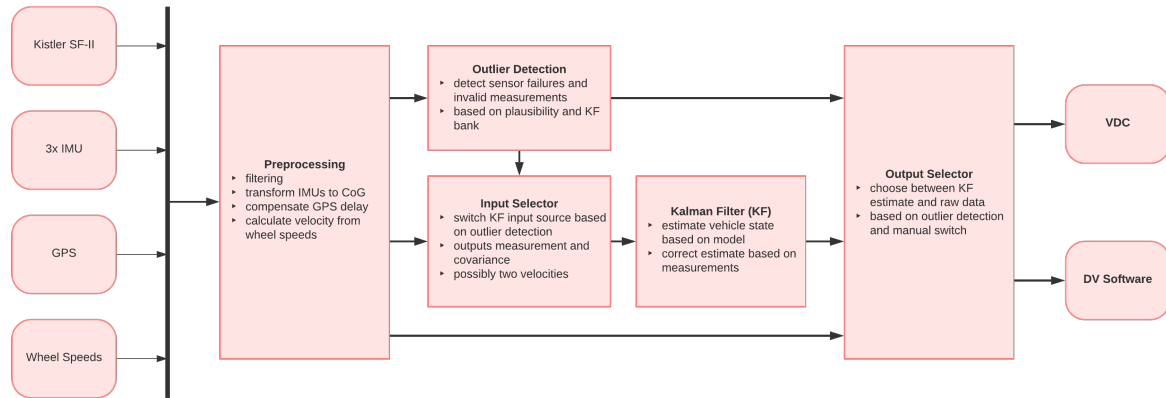 Kistler SF-II
3x IMU
GPS
Wheel Speeds
Preprocessing
‣ filtering
‣ transform IMUs to CoG
‣ compensate GPS delay
‣ calculate velocity from
wheel speeds
Outlier Detection
‣ detect sensor failures and
invalid measurements
‣ based on plausibility and KF
bank
Input Selector
‣ switch KF input source based
on outlier detection
‣ outputs measurement and
covariance
‣ possibly two velocities
Kalman Filter (KF)
‣ estimate vehicle state
based on model
‣ correct estimate based on
measurements
Output Selector
‣ choose between KF
estimate and raw data
‣ based on outlier detection
and manual switch
VDC
DV Software